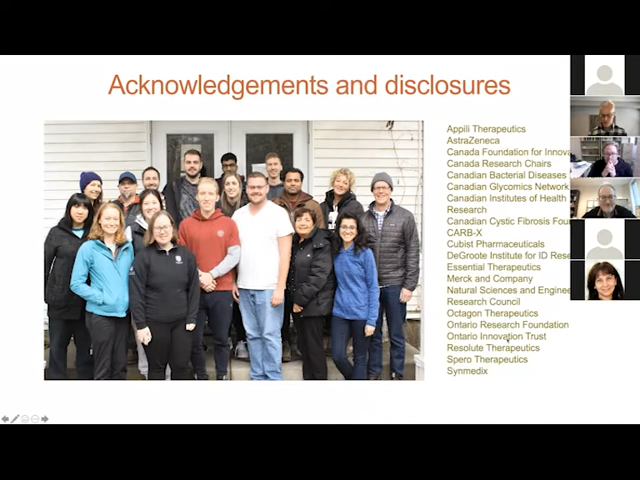 Acknowledgements and disclosures
Appili Therapeutics
AstraZeneca
Canada Foundation for Innova
Canada Research Chairs
Canadian Bacterial Diseases
Canadian Glycomics Network
Canadian Institutes of Health
Research
Canadian Cystic Fibrosis Foun
CARB-X
Cubist Pharmaceuticals
DeGroote Institute for ID Rese
Essential Therapeutics
Merck and Company
Natural Sciences and Enginee
Research Council
Octagon Therapeutics
Ontario Research Foundation
Ontario Innovation Trust
Resolute Therapeutics
Spero Therapeutics
Synmedix